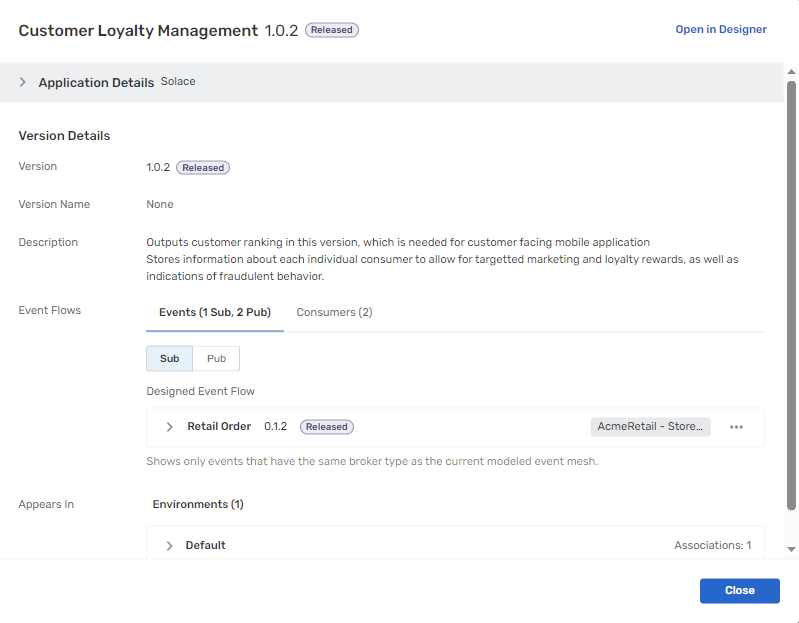 Customer Loyalty Management 1.0.2 Released
Open in Designer
Application Details Solace
Version Details
Version 1.0.2 Released
Version Name None
Description Outputs customer ranking in this version, which is needed for customer facing mobile application
Stores information about each individual consumer to allow for targetted marketing and loyalty rewards, as well as
indications of fraudulent behavior.
Event Flows Events (1 Sub, 2 Pub) Consumers (2)
Sub Pub
Designed Event Flow
Retail Order 0.1.2 Released AcmeRetail - Store... 
Shows only events that have the same broker type as the current modeled event mesh.
Appears In Environments (1)
Default Associations: 1
Close